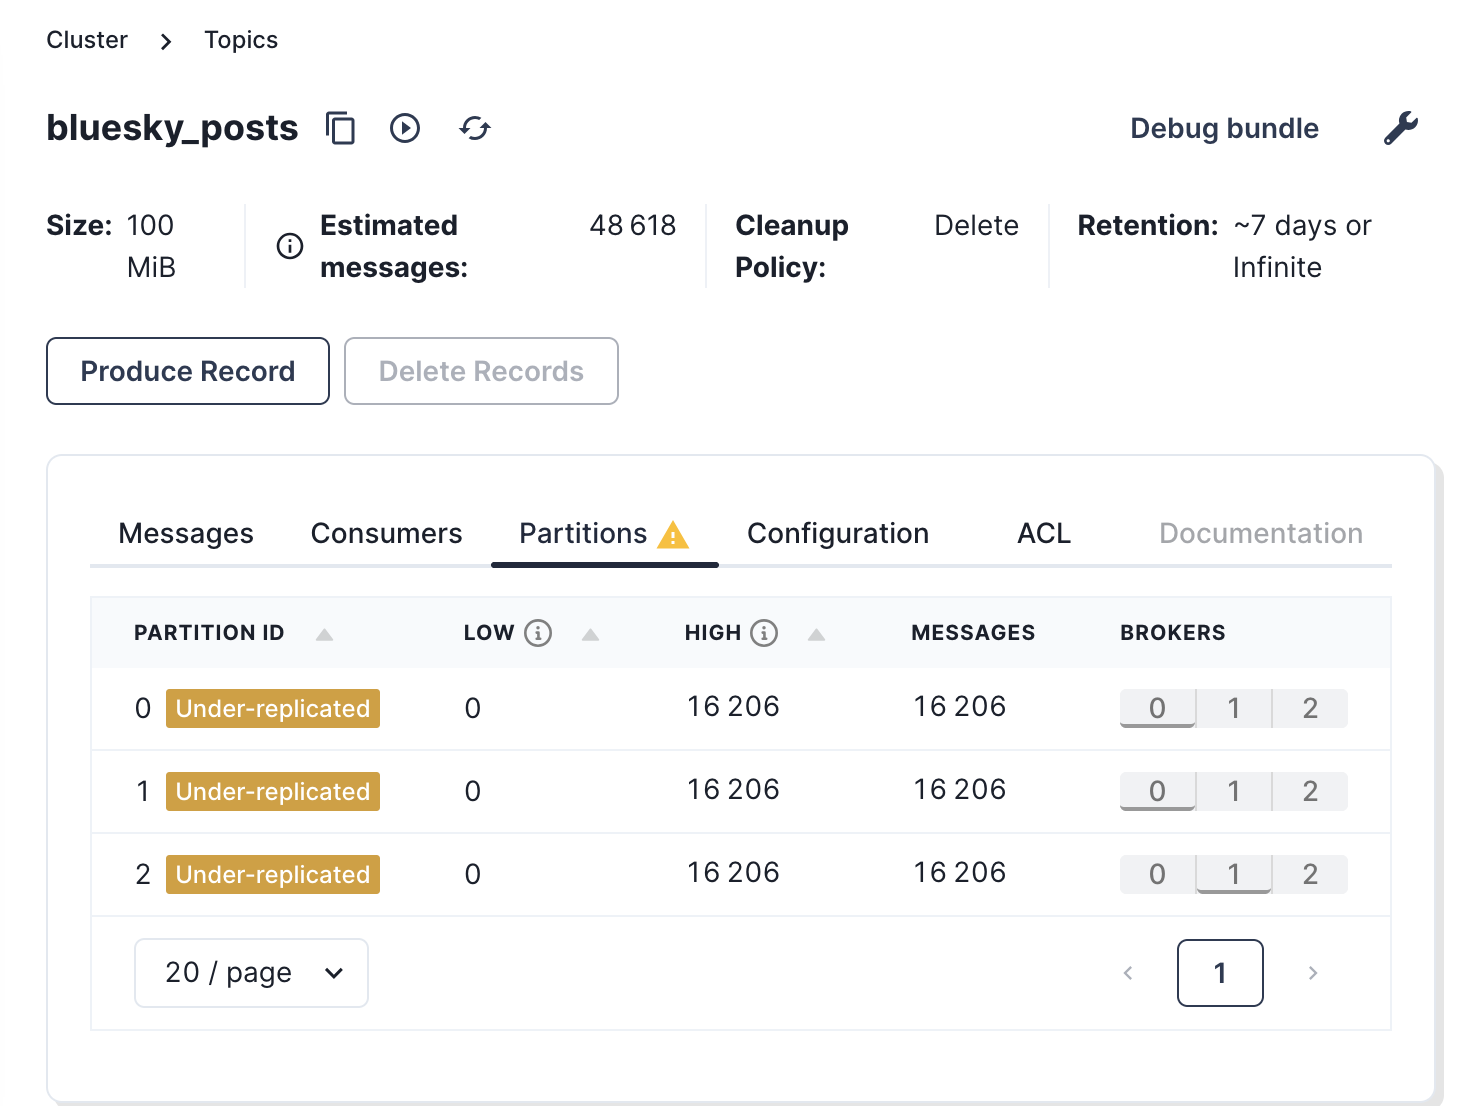 Cluster > Topics
bluesky_posts
Debug bundle
Size: 100 MiB
Estimated messages: 48 618
Cleanup Policy: Delete
Retention: ~7 days or Infinite
Produce Record
Delete Records
Messages Consumers Partitions Configuration ACL Documentation
PARTITION ID LOW HIGH MESSAGES BROKERS
0 Under-replicated 0 16 206 16 206 0 1 2
1 Under-replicated 0 16 206 16 206 0 1 2
2 Under-replicated 0 16 206 16 206 0 1 2
20 / page
< 1 >